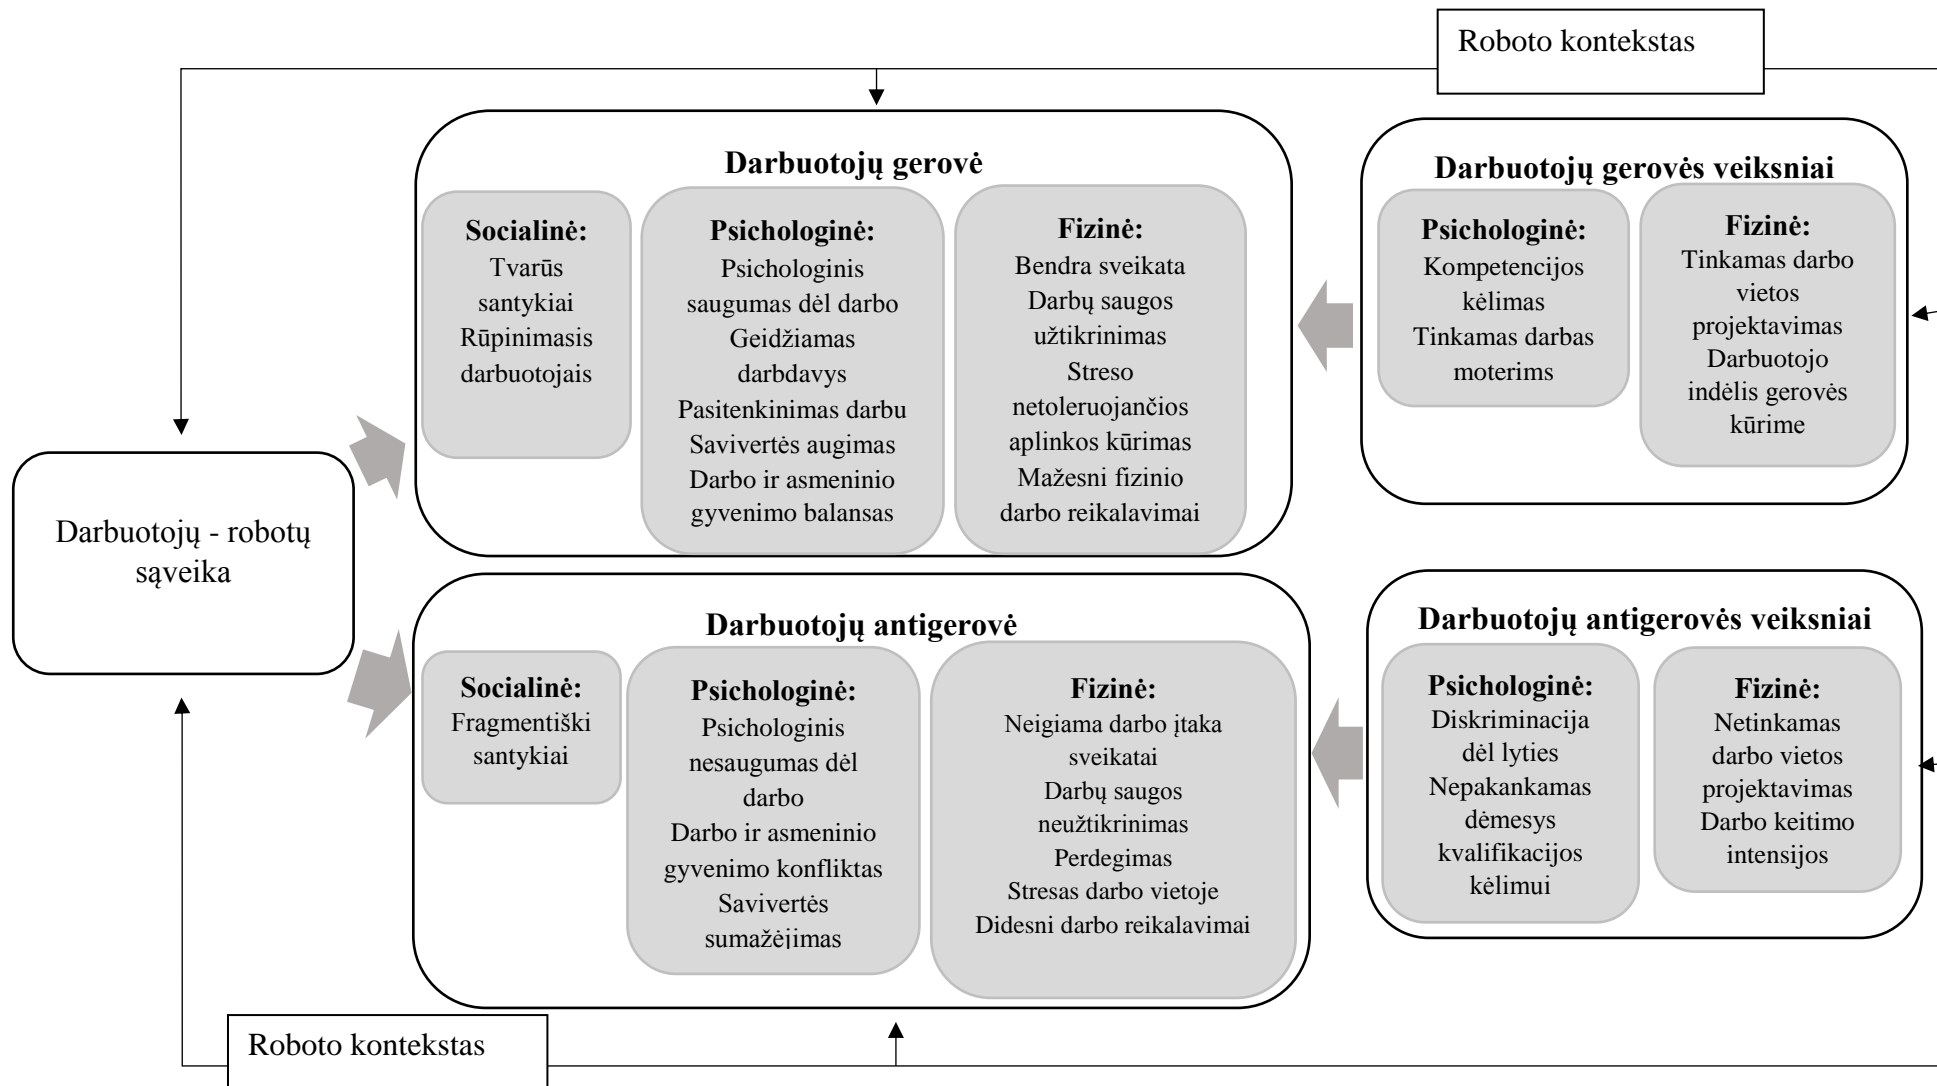 Roboto kontekstas
Darbuotojų gerovė
Socialinė:
Tvarūs
santykiai
Rūpinimasis
darbuotojais
Psichologinė:
Psichologinis
saugumas dėl darbo
Geidžiamas
darbdavys
Pasitenkinimas darbu
Savivertės augimas
Darbo ir asmeninio
gyvenimo balansas
Fizinė:
Bendra sveikata
Darbų saugos
užtikrinimas
Streso
netoleruojančios
aplinkos kūrimas
Mažesni fizinio
darbo reikalavimai
Darbuotojų gerovės veiksniai
Psichologinė:
Kompetencijos
kėlimas
Tinkamas darbas
moterims
Fizinė:
Tinkamas darbo
vietos
projektavimas
Darbuotojo
indėlis gerovės
kūrime
Darbuotojų - robotų
sąveika
Darbuotojų antigerovė
Socialinė:
Fragmentiški
santykiai
Psichologinė:
Psichologinis
nesaugumas dėl
darbo
Darbo ir asmeninio
gyvenimo konfliktas
Savivertės
sumažėjimas
Fizinė:
Neigiama darbo įtaka
sveikatai
Darbų saugos
neužtikrinimas
Perdegimas
Stresas darbo vietoje
Didesni darbo reikalavimai
Darbuotojų antigerovės veiksniai
Psichologinė:
Diskriminacija
dėl lyties
Nepakankamas
dėmesys
kvalifikacijos
kėlimui
Fizinė:
Netinkamas
darbo vietos
projektavimas
Darbo keitimo
intensijos
Roboto kontekstas